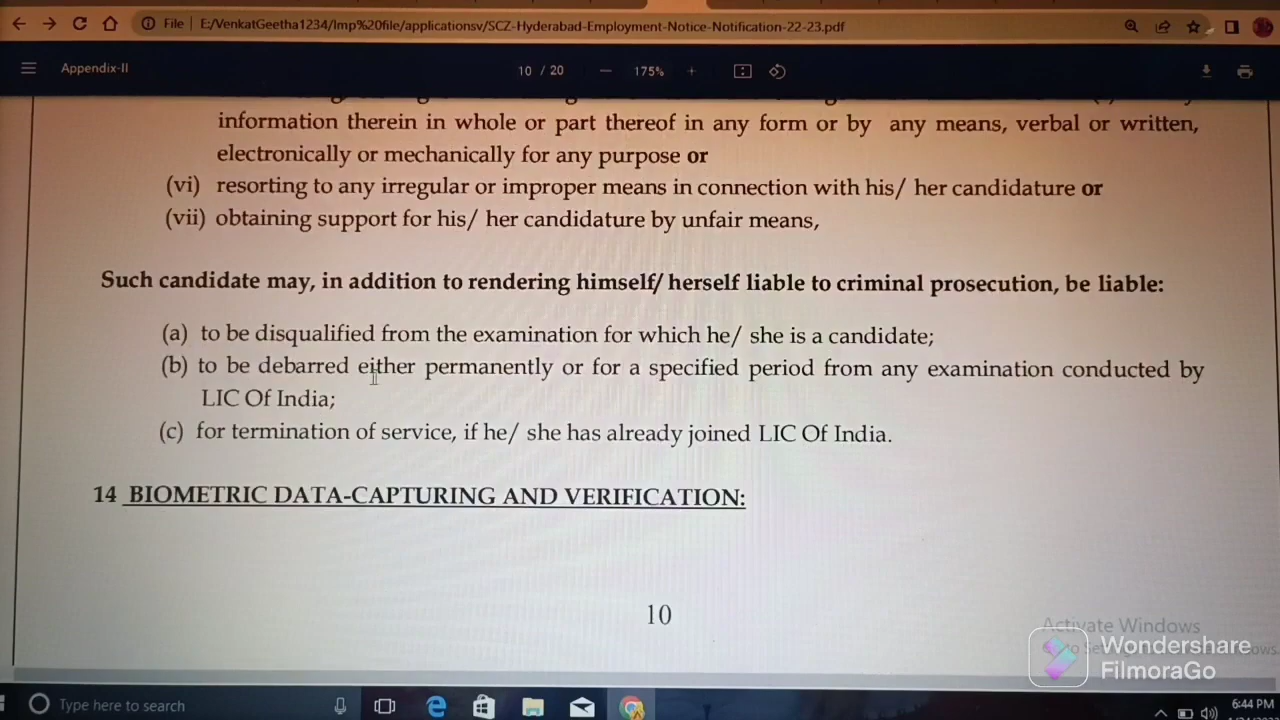 File | E:/VenkatGeetha1234/Imp%20file/applicationsv/SCZ-Hyderabad-Employment-Notice-Notification-22-23.pdf
Appendix-II
10 / 20
175%
information therein in whole or part thereof in any form or by any means, verbal or written,
electronically or mechanically for any purpose or
(vi) resorting to any irregular or improper means in connection with his/ her candidature or
(vii) obtaining support for his/ her candidature by unfair means,
Such candidate may, in addition to rendering himself/ herself liable to criminal prosecution, be liable:
(a) to be disqualified from the examination for which he/ she is a candidate;
(b) to be debarred either permanently or for a specified period from any examination conducted by
LIC Of India;
(c) for termination of service, if he/ she has already joined LIC Of India.
14 BIOMETRIC DATA-CAPTURING AND VERIFICATION:
10
Activate Windows
Wondershare
FilmoraGo
Type here to search
6:44 PM